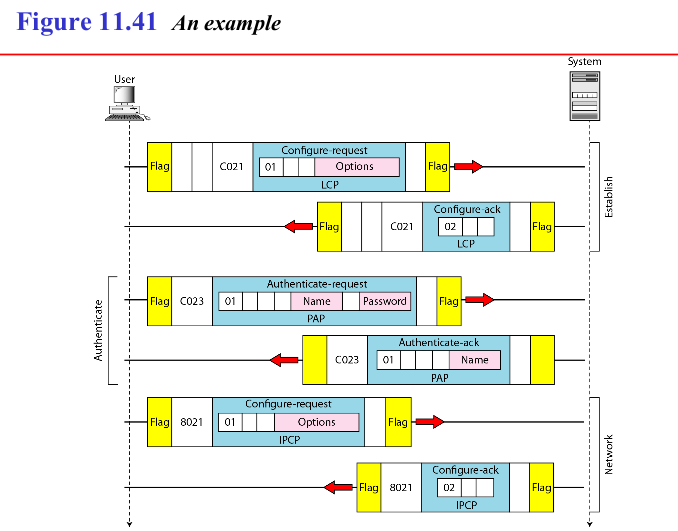 Figure 11.41 An example
User
System
Configure-request
Flag C021 01 Options Flag
LCP
Establish
Configure-ack
Flag C021 02 Flag
LCP
Authenticate
Authenticate-request
Flag C023 01 Name Password Flag
PAP
Authenticate-ack
C023 01 Name
PAP
Configure-request
Flag 8021 01 Options Flag
IPCP
Network
Configure-ack
Flag 8021 02 Flag
IPCP